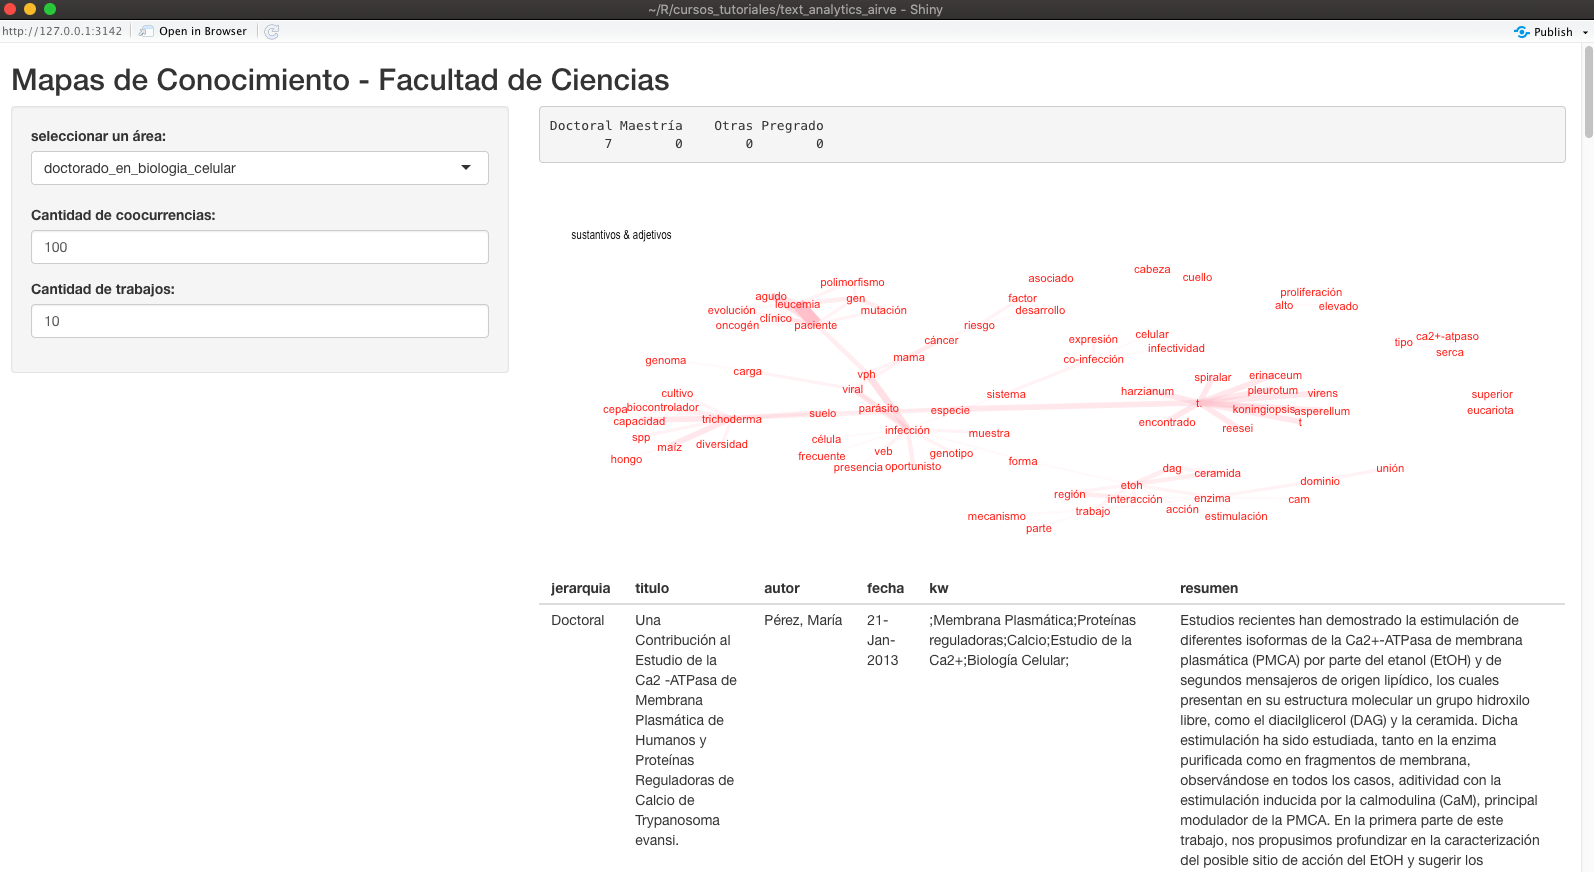 ~/R/cursos_tutoriales/text_analytics_airve - Shiny
http://127.0.0.1:3142 Open in Browser Publish
Mapas de Conocimiento - Facultad de Ciencias
seleccionar un área:
doctorado_en_biologia_celular
Cantidad de coocurrencias:
100
Cantidad de trabajos:
10
Doctoral Maestría Otras Pregrado
7 0 0 0
sustantivos & adjetivos
cabeza
cuello
asociado
polimorfismo
proliferación
agudo
gen
factor
leucemia
alto
elevado
evolución
mutación
desarrollo
clínico
oncogén
paciente
riesgo
celular
ca2+-atpaso
cáncer
expresión
tipo
infectividad
serca
mama
co-infección
genoma
carga
vph
spiralar
erinaceum
viral
cultivo
sistema
harzianum
pleurotum
virens
superior
cepa
biocontrolador
parásito
especie
t.
koningiopsis
asperellum
eucariota
suelo
capacidad
trichoderma
encontrado
t
reesei
infección
muestra
spp
célula
diversidad
maíz
veb
genotipo
frecuente
hongo
presencia
oportunisto
forma
dag
ceramida
unión
etoh
dominio
región
interacción
enzima
cam
trabajo
acción
mecanismo
estimulación
parte
jerarquia titulo autor fecha kw resumen
Doctoral
Una
Contribución al
Estudio de la
Ca2 -ATPasa de
Membrana
Plasmática de
Humanos y
Proteínas
Reguladoras de
Calcio de
Trypanosoma
evansi.
Pérez, María
21-
Jan-
2013
;Membrana Plasmática;Proteínas
reguladoras;Calcio;Estudio de la
Ca2+;Biología Celular;
Estudios recientes han demostrado la estimulación de
diferentes isoformas de la Ca2+-ATPasa de membrana
plasmática (PMCA) por parte del etanol (EtOH) y de
segundos mensajeros de origen lipídico, los cuales
presentan en su estructura molecular un grupo hidroxilo
libre, como el diacilglicerol (DAG) y la ceramida. Dicha
estimulación ha sido estudiada, tanto en la enzima
purificada como en fragmentos de membrana,
observándose en todos los casos, aditividad con la
estimulación inducida por la calmodulina (CaM), principal
modulador de la PMCA. En la primera parte de este
trabajo, nos propusimos profundizar en la caracterización
del posible sitio de acción del EtOH y sugerir los